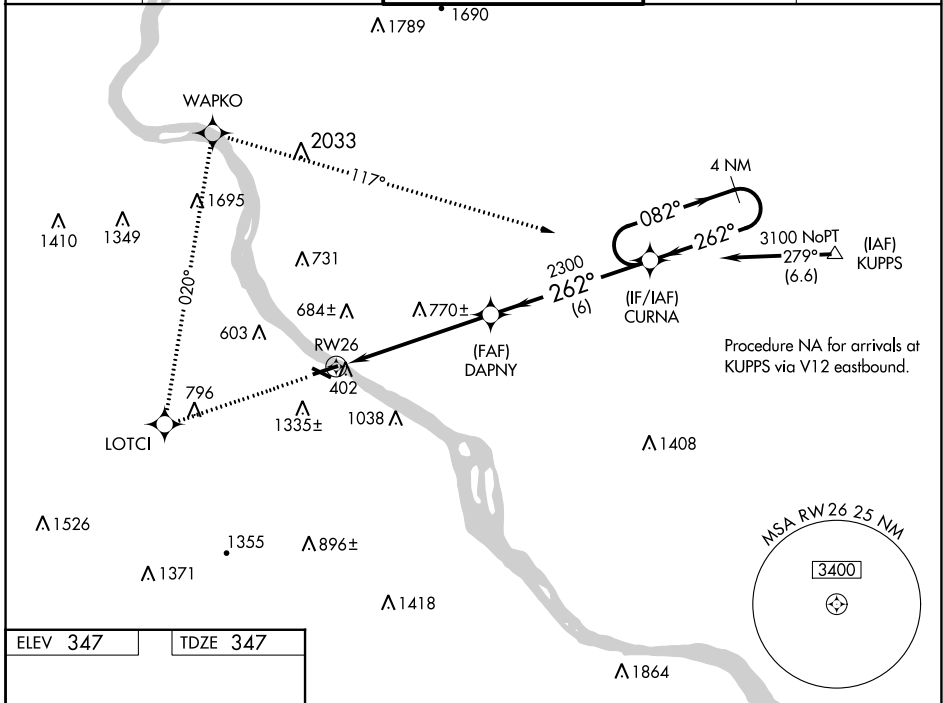 1789
1690
WAPKO
2033
117°
4 NM
082°
262°
1695
1410
1349
020°
731
3100 NoPT
279°
(6.6)
(IAF)
KUPPS
2300
262°
(6)
(IF/IAF)
CURNA
684±
770±
603
RW26
(FAF)
DAPNY
Procedure NA for arrivals at
KUPPS via V12 eastbound.
402
796
1335±
1038
LOTCI
1408
1526
1355
896±
1371
1418
MSA RW26 25 NM
3400
ELEV 347
TDZE 347
1864